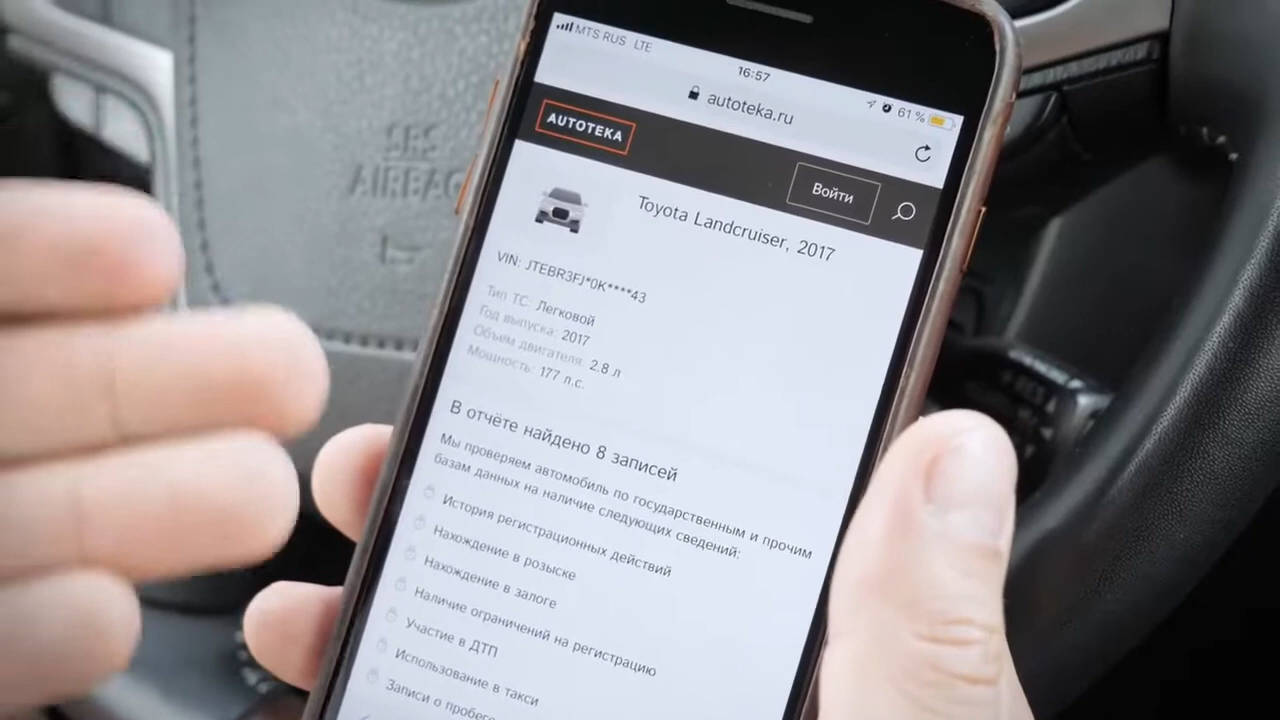 MTS RUS LTE
16:57
61 %
autoteka.ru
AUTOTEKA
Войти
Toyota Landcruiser, 2017
VIN: JTEBR3FJ*0K****43
Тип ТС: Легковой
Год выпуска: 2017
Объем двигателя: 2.8 л
Мощность: 177 л.с.
В отчёте найдено 8 записей
Мы проверяем автомобиль по государственным и прочим
базам данных на наличие следующих сведений:
История регистрационных действий
Нахождение в розыске
Нахождение в залоге
Наличие ограничений на регистрацию
Участие в ДТП
Использование в такси
Записи о пробеге
SRS
AIRBAG